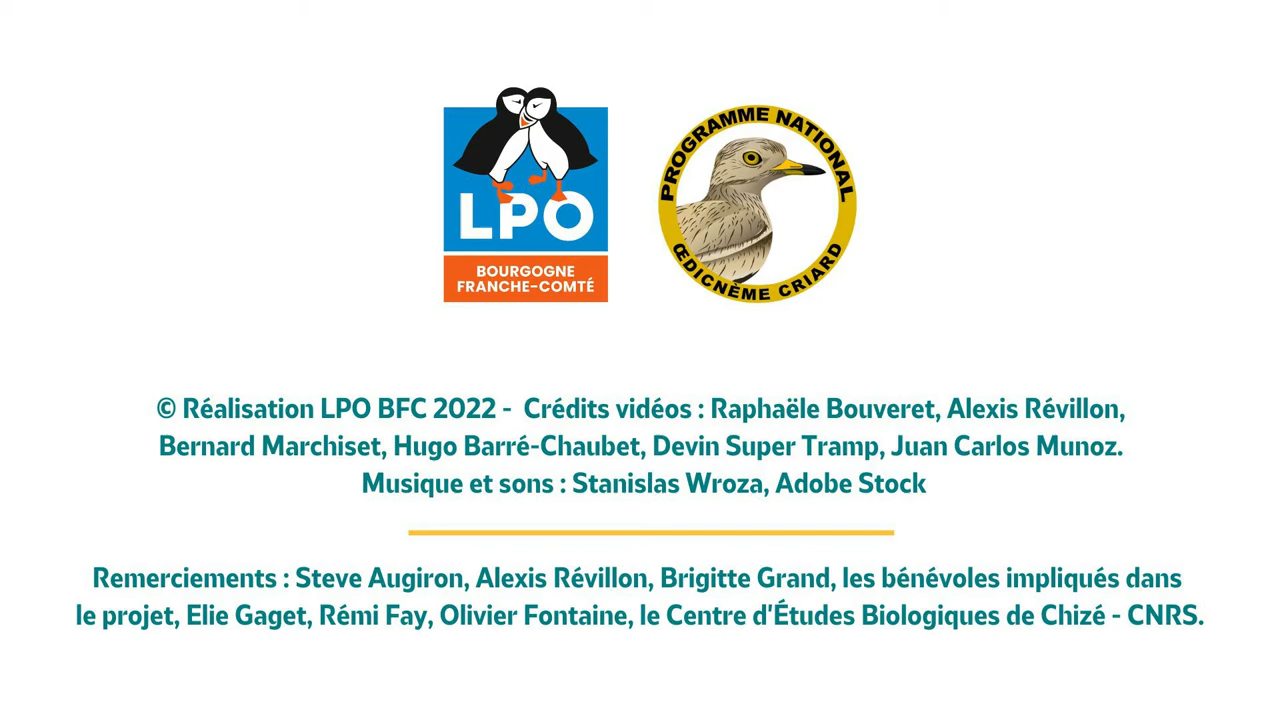 LPO
BOURGOGNE
FRANCHE-COMTÉ
PROGRAMME NATIONAL
ŒDICNÈME CRIARD
© Réalisation LPO BFC 2022 - Crédits vidéos : Raphaële Bouveret, Alexis Révillon,
Bernard Marchiset, Hugo Barré-Chaubet, Devin Super Tramp, Juan Carlos Munoz.
Musique et sons : Stanislas Wroza, Adobe Stock
Remerciements : Steve Augiron, Alexis Révillon, Brigitte Grand, les bénévoles impliqués dans
le projet, Elie Gaget, Rémi Fay, Olivier Fontaine, le Centre d'Études Biologiques de Chizé - CNRS.